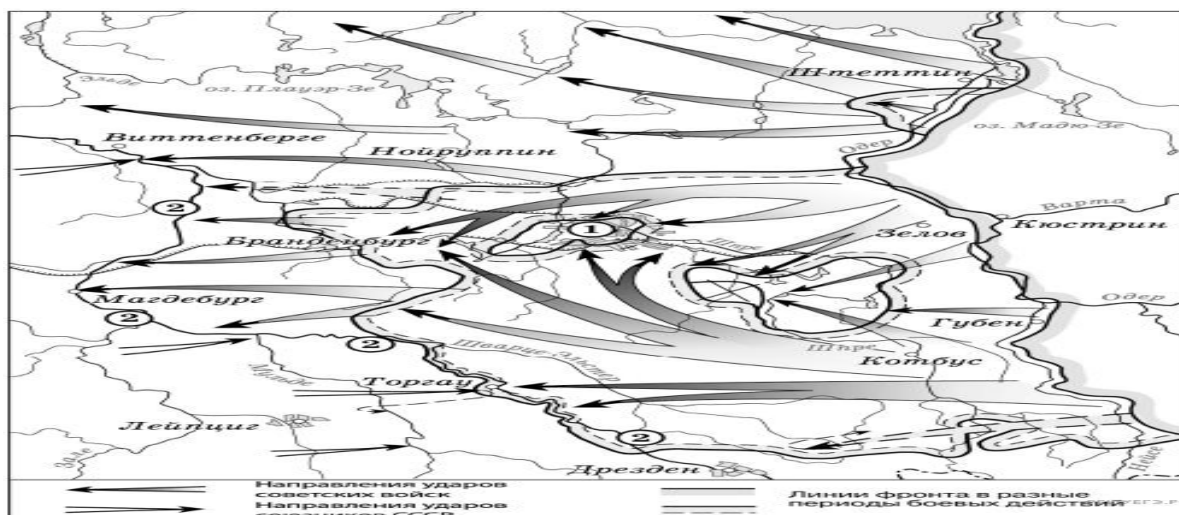 Штеттин
Эльде
оз. Плауэр-Зе
оз. Мадю-Зе
Виттенберге
Нойруппин
Одер
2
Варта
1
Зелов
Кюстрин
Бранденбург
Шпре
Магдебург
Одер
2
Губен
2
Шпре
Котбус
Шварце-Эльстер
Мульде
Торгау
Лейпциг
2
Заале
Дрезден
Нейсе
Направления ударов
советских войск
Направления ударов
союзников СССР
Линии фронта в разные
периоды боевых действий